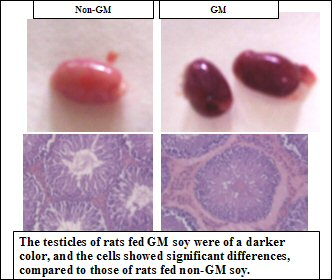 Non-GM
GM
The testicles of rats fed GM soy were of a darker
color, and the cells showed significant differences,
compared to those of rats fed non-GM soy.